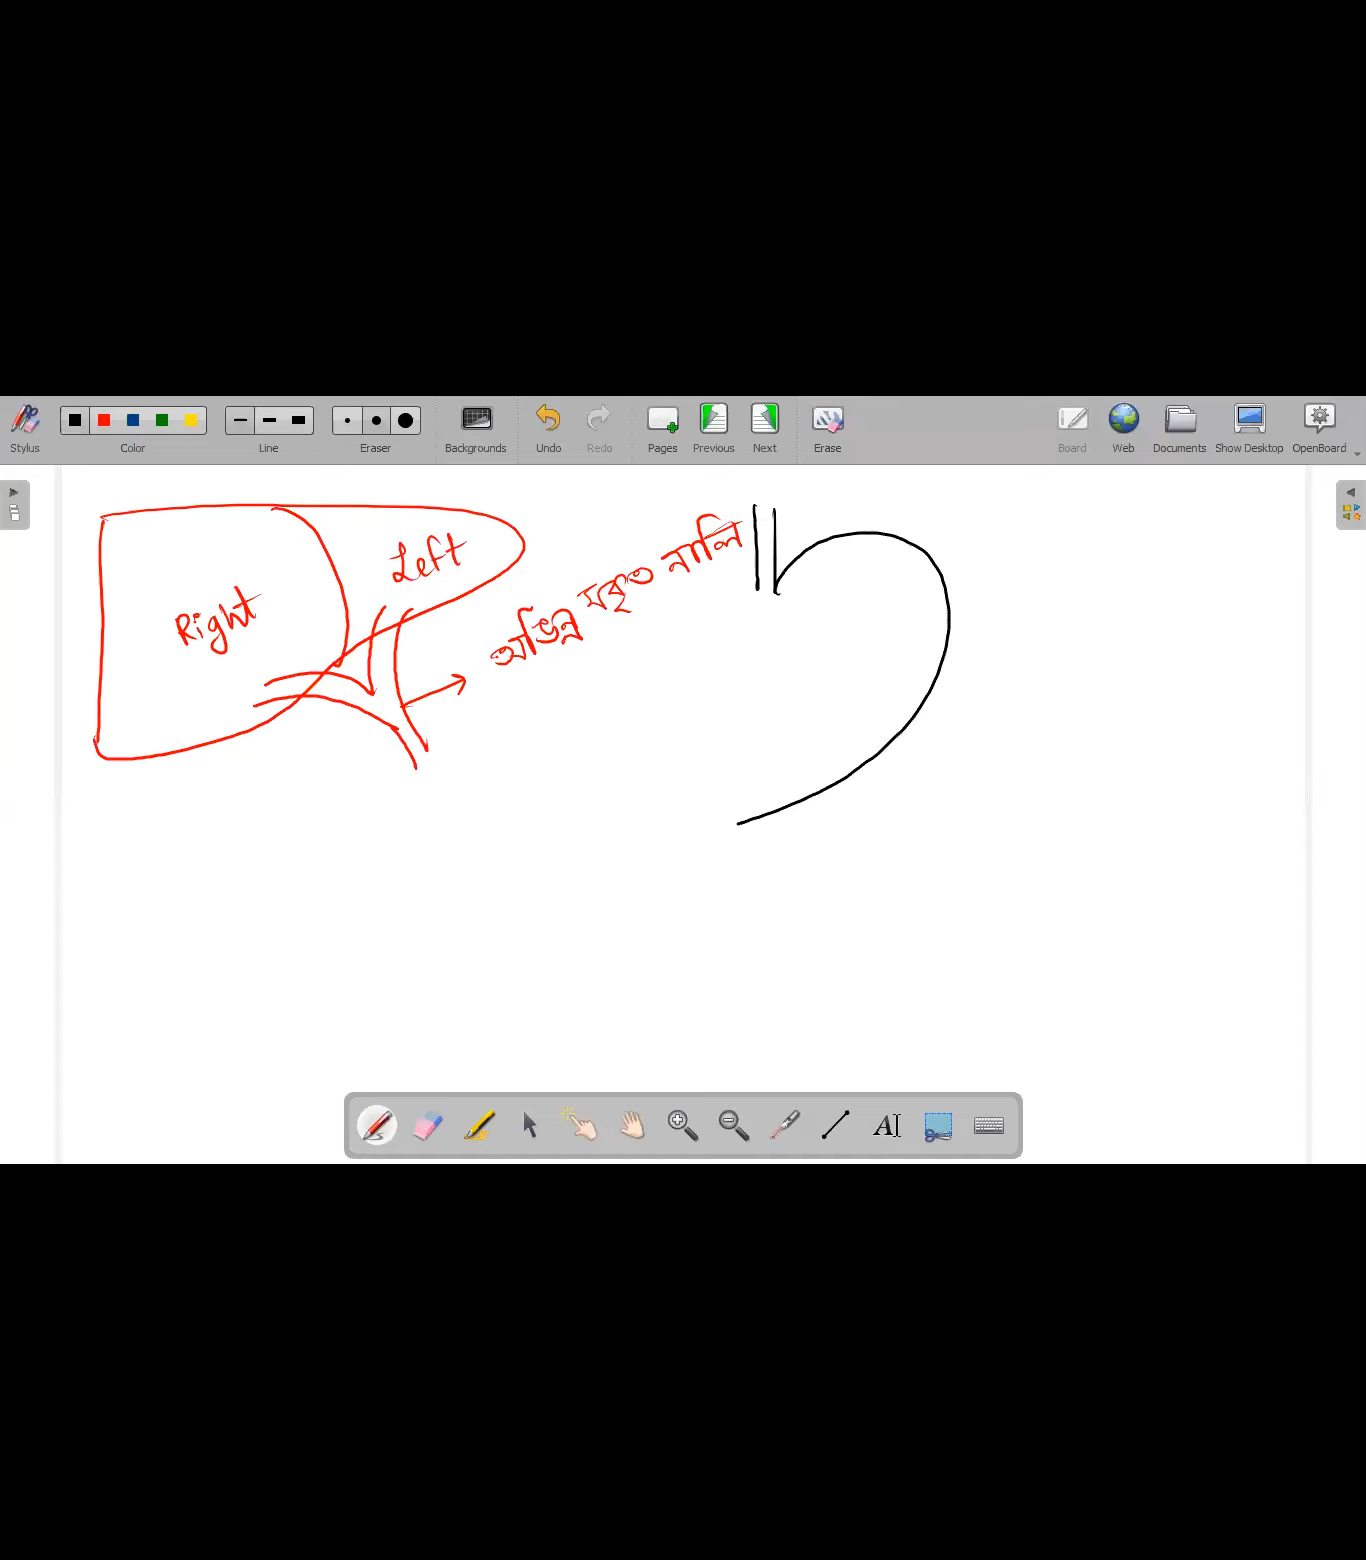 Stylus
Color
Line
Eraser
Backgrounds
Undo
Redo
Pages
Previous
Next
Erase
Board
Web
Documents
Show Desktop
OpenBoard
Left
Right
অভিন্ন যকৃত নালি
A